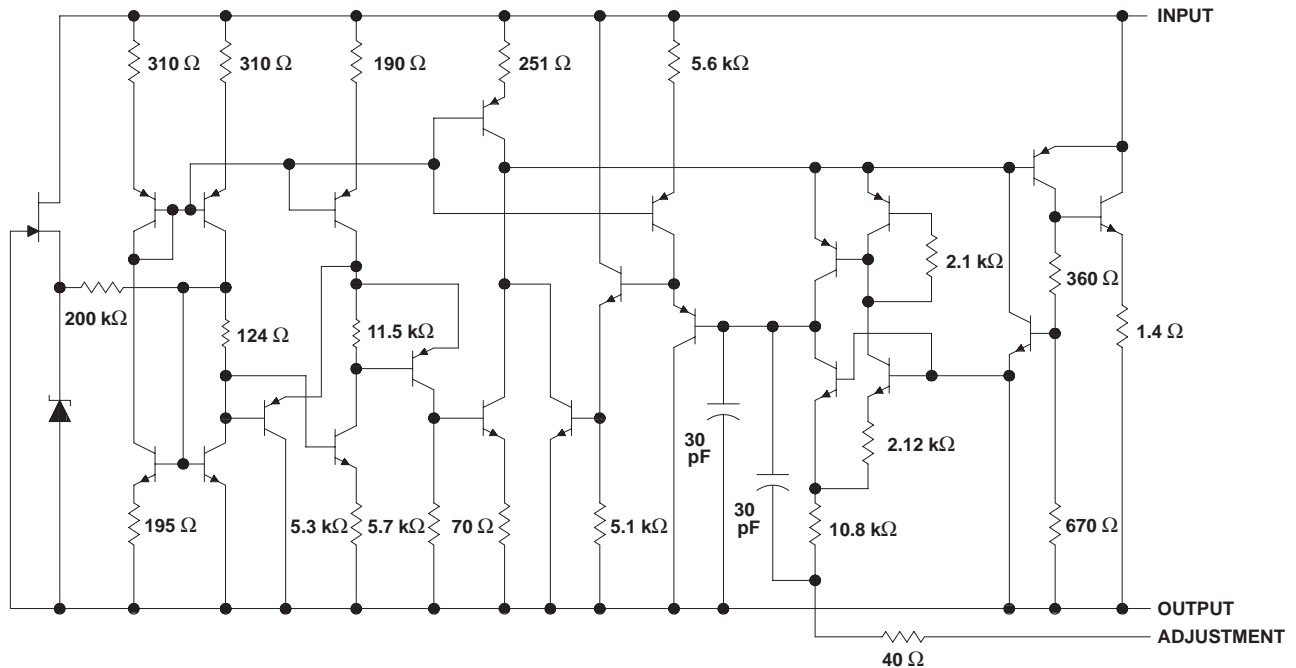 INPUT
310 Ω
310 Ω
190 Ω
251 Ω
5.6 kΩ
2.1 kΩ
360 Ω
200 kΩ
124 Ω
11.5 kΩ
1.4 Ω
30
pF
2.12 kΩ
30
pF
195 Ω
5.3 kΩ
5.7 kΩ
70 Ω
5.1 kΩ
10.8 kΩ
670 Ω
OUTPUT
ADJUSTMENT
40 Ω